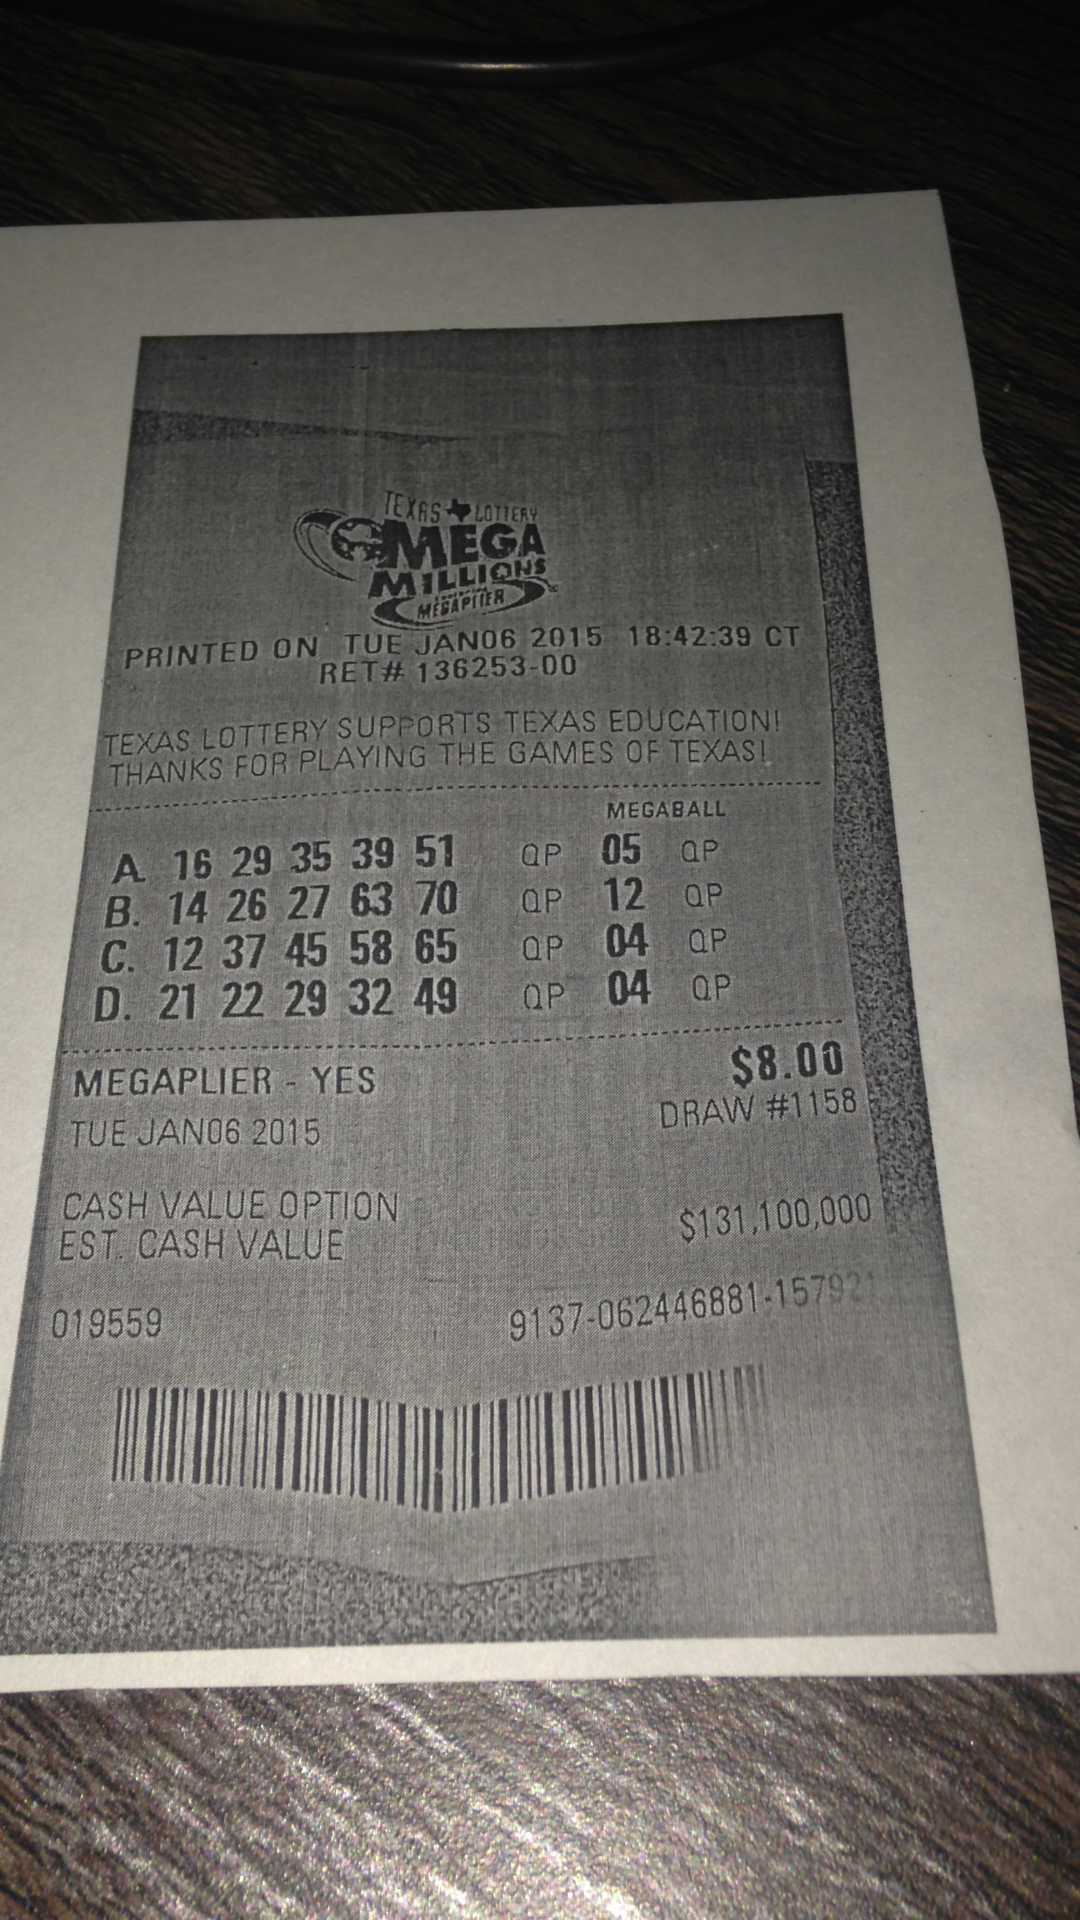 TEXAS LOTTERY
MEGA
MILLIONS
MEGAPLIER
PRINTED ON TUE JAN06 2015 18:42:39 CT
RET# 136253-00
TEXAS LOTTERY SUPPORTS TEXAS EDUCATION!
THANKS FOR PLAYING THE GAMES OF TEXAS!
MEGABALL
A. 16 29 35 39 51 QP 05 QP
B. 14 26 27 63 70 QP 12 QP
C. 12 37 45 58 65 QP 04 QP
D. 21 22 29 32 49 QP 04 QP
MEGAPLIER - YES $8.00
TUE JAN06 2015 DRAW #1158
CASH VALUE OPTION
EST. CASH VALUE $131,100,000
019559 9137-062446881-157921